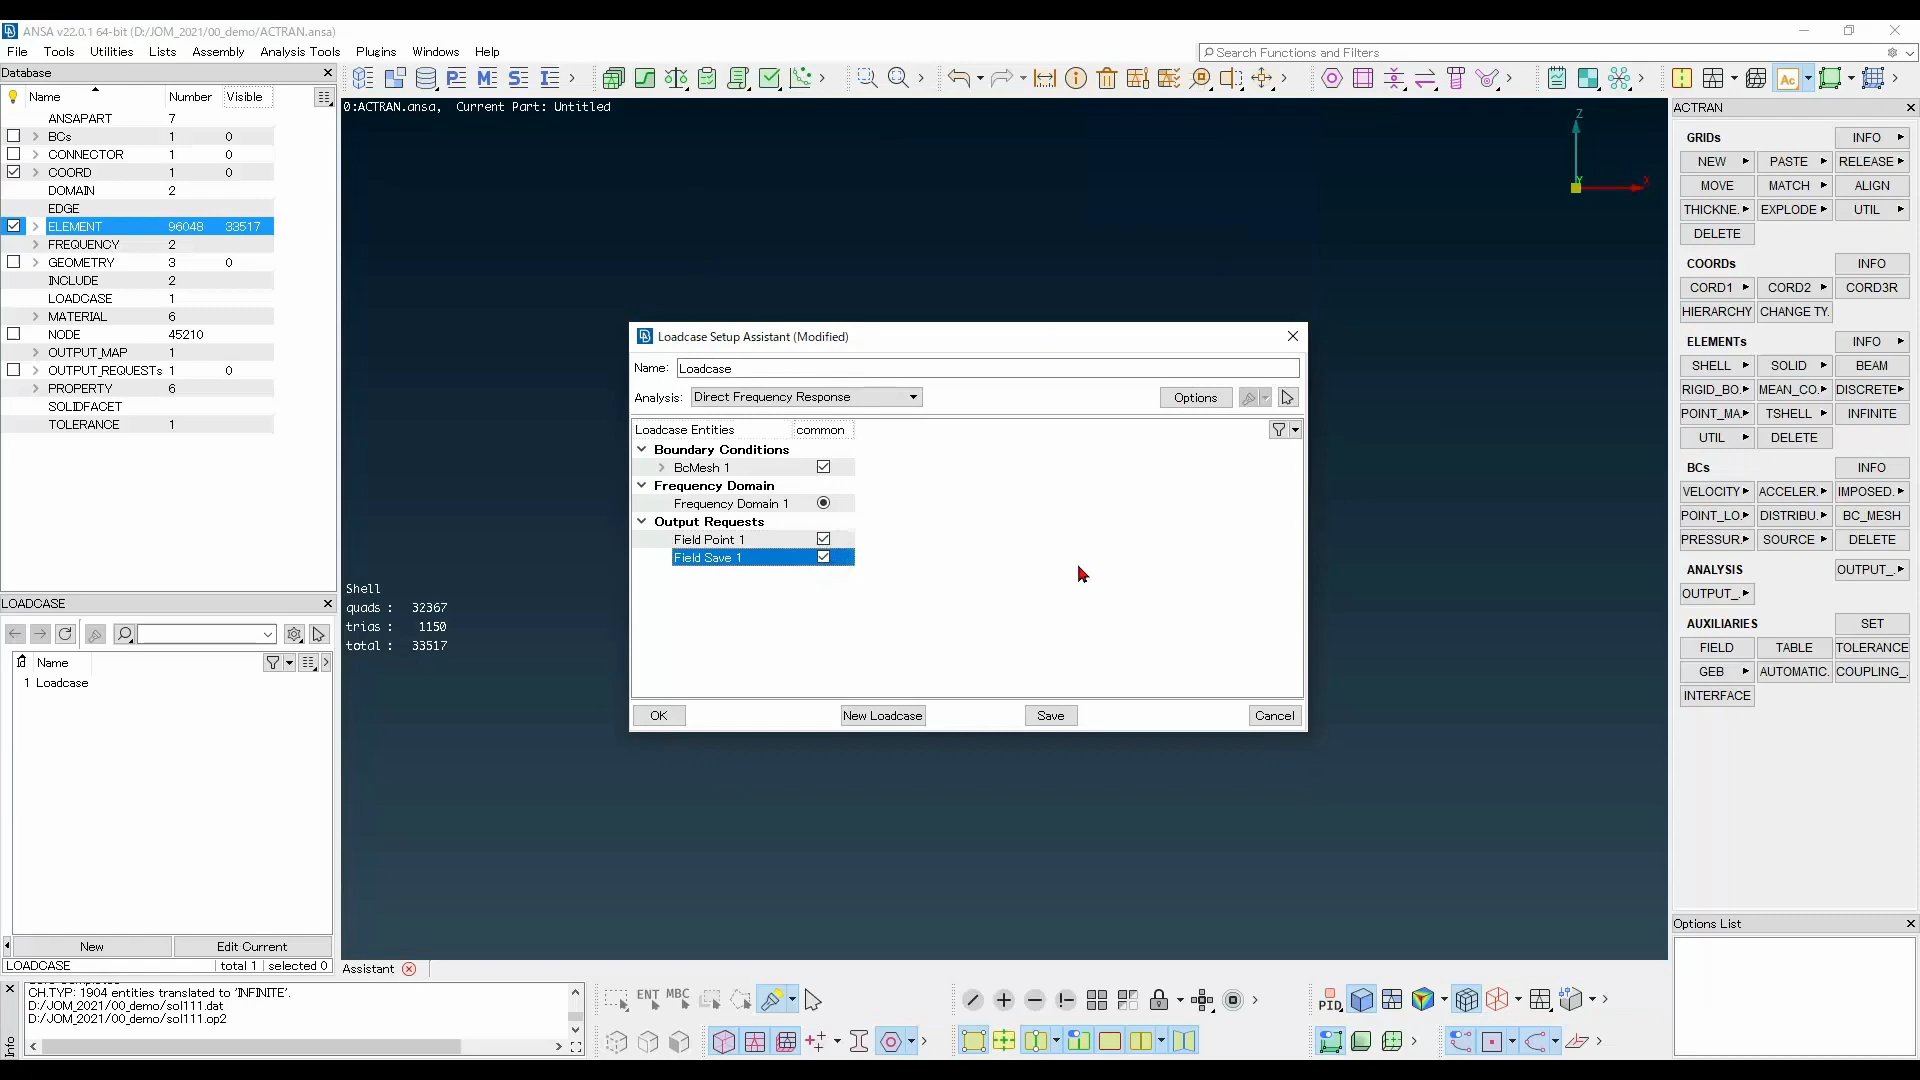 ANSA v22.0.1 64-bit (D:/JOM_2021/00_demo/ACTRAN.ansa)
File Tools Utilities Lists Assembly Analysis Tools Plugins Windows Help
Search Functions and Filters
Database
Name Number Visible
ANSAPART 7
BCs 1 0
CONNECTOR 1 0
COORD 1 0
DOMAIN 2
EDGE
ELEMENT 96048 33517
FREQUENCY 2
GEOMETRY 3 0
INCLUDE 2
LOADCASE 1
MATERIAL 6
NODE 45210
OUTPUT_MAP 1
OUTPUT_REQUESTs 1 0
PROPERTY 6
SOLIDFACET
TOLERANCE 1
0:ACTRAN.ansa, Current Part: Untitled
Z
Y
X
Shell
quads : 32367
trias : 1150
total : 33517
Loadcase Setup Assistant (Modified)
Name: Loadcase
Analysis: Direct Frequency Response
Options
Loadcase Entities common
Boundary Conditions
BcMesh 1
Frequency Domain
Frequency Domain 1
Output Requests
Field Point 1
Field Save 1
OK New Loadcase Save Cancel
LOADCASE
Name
1 Loadcase
New Edit Current
LOADCASE total 1 selected 0
Assistant
CH.TYP: 1904 entities translated to 'INFINITE'.
D:/JOM_2021/00_demo/sol111.dat
D:/JOM_2021/00_demo/sol111.op2
Info
ENT MBC
PID
Ac
ACTRAN
GRIDs INFO
NEW PASTE RELEASE
MOVE MATCH ALIGN
THICKNE. EXPLODE UTIL
DELETE
COORDs INFO
CORD1 CORD2 CORD3R
HIERARCHY CHANGE TY.
ELEMENTs INFO
SHELL SOLID BEAM
RIGID_BO. MEAN_CO. DISCRETE
POINT_MA. TSHELL INFINITE
UTIL DELETE
BCs INFO
VELOCITY ACCELER. IMPOSED.
POINT_LO. DISTRIBU. BC_MESH
PRESSUR. SOURCE DELETE
ANALYSIS OUTPUT_.
OUTPUT_.
AUXILIARIES SET
FIELD TABLE TOLERANCE
GEB AUTOMATIC. COUPLING_.
INTERFACE
Options List